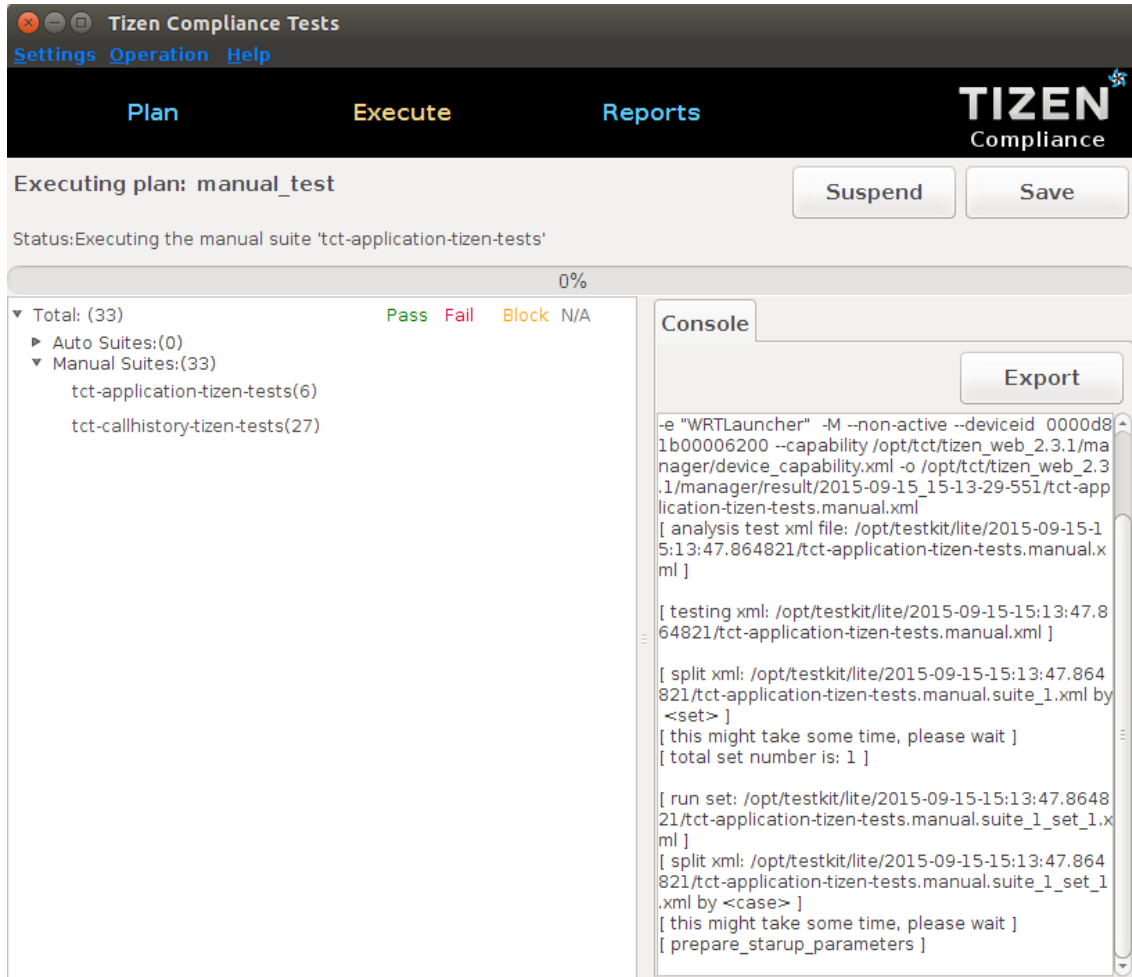 Tizen Compliance Tests
Settings Operation Help
Plan Execute Reports
TIZEN
Compliance
Executing plan: manual_test
Suspend Save
Status:Executing the manual suite 'tct-application-tizen-tests'
0%
Total: (33) Pass Fail Block N/A
Auto Suites:(0)
Manual Suites:(33)
tct-application-tizen-tests(6)
tct-callhistory-tizen-tests(27)
Console
Export
-e "WRTLauncher" -M --non-active --deviceid 0000d8
1b00006200 --capability /opt/tct/tizen_web_2.3.1/ma
nager/device_capability.xml -o /opt/tct/tizen_web_2.3
.1/manager/result/2015-09-15_15-13-29-551/tct-app
lication-tizen-tests.manual.xml
[ analysis test xml file: /opt/testkit/lite/2015-09-15-1
5:13:47.864821/tct-application-tizen-tests.manual.x
ml ]
[ testing xml: /opt/testkit/lite/2015-09-15-15:13:47.8
64821/tct-application-tizen-tests.manual.xml ]
[ split xml: /opt/testkit/lite/2015-09-15-15:13:47.864
821/tct-application-tizen-tests.manual.suite_1.xml by
<set> ]
[ this might take some time, please wait ]
[ total set number is: 1 ]
[ run set: /opt/testkit/lite/2015-09-15-15:13:47.8648
21/tct-application-tizen-tests.manual.suite_1_set_1.x
ml ]
[ split xml: /opt/testkit/lite/2015-09-15-15:13:47.864
821/tct-application-tizen-tests.manual.suite_1_set_1
.xml by <case> ]
[ this might take some time, please wait ]
[ prepare_starup_parameters ]